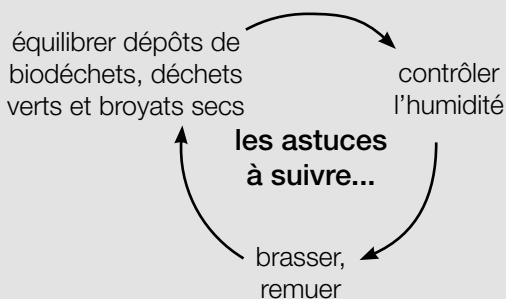 équilibrer dépôts de
biodéchets, déchets
verts et broyats secs
contrôler
l’humidité
les astuces
à suivre...
brasser,
remuer